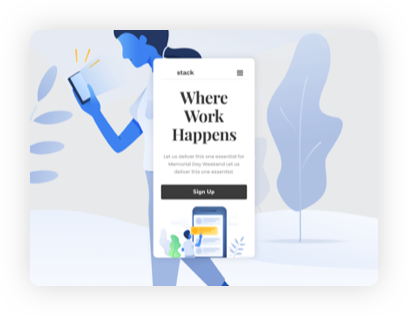 stack
Where
Work
Happens
Let us deliver this one essential for
Memorial Day Weekend Let us
deliver this one essential
Sign Up